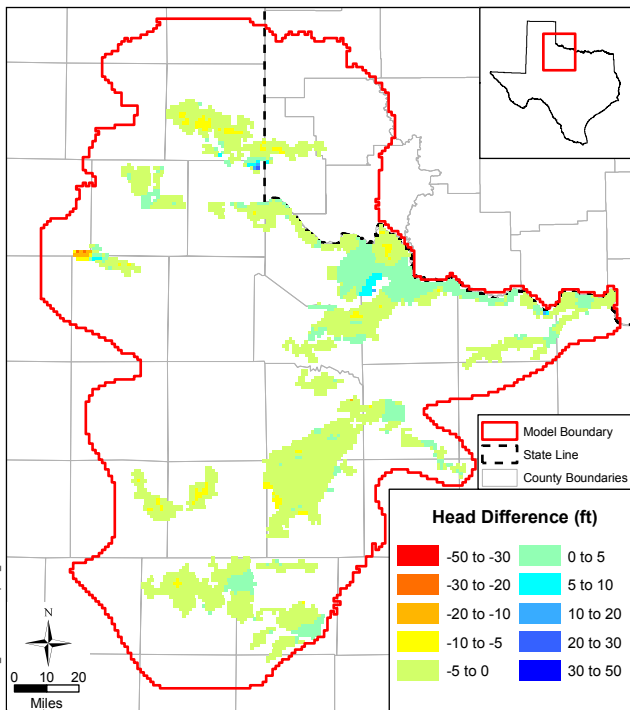 Model Boundary
State Line
County Boundaries
Head Difference (ft)
-50 to -30
-30 to -20
-20 to -10
-10 to -5
-5 to 0
0 to 5
5 to 10
10 to 20
20 to 30
30 to 50
N
0 10 20
Miles